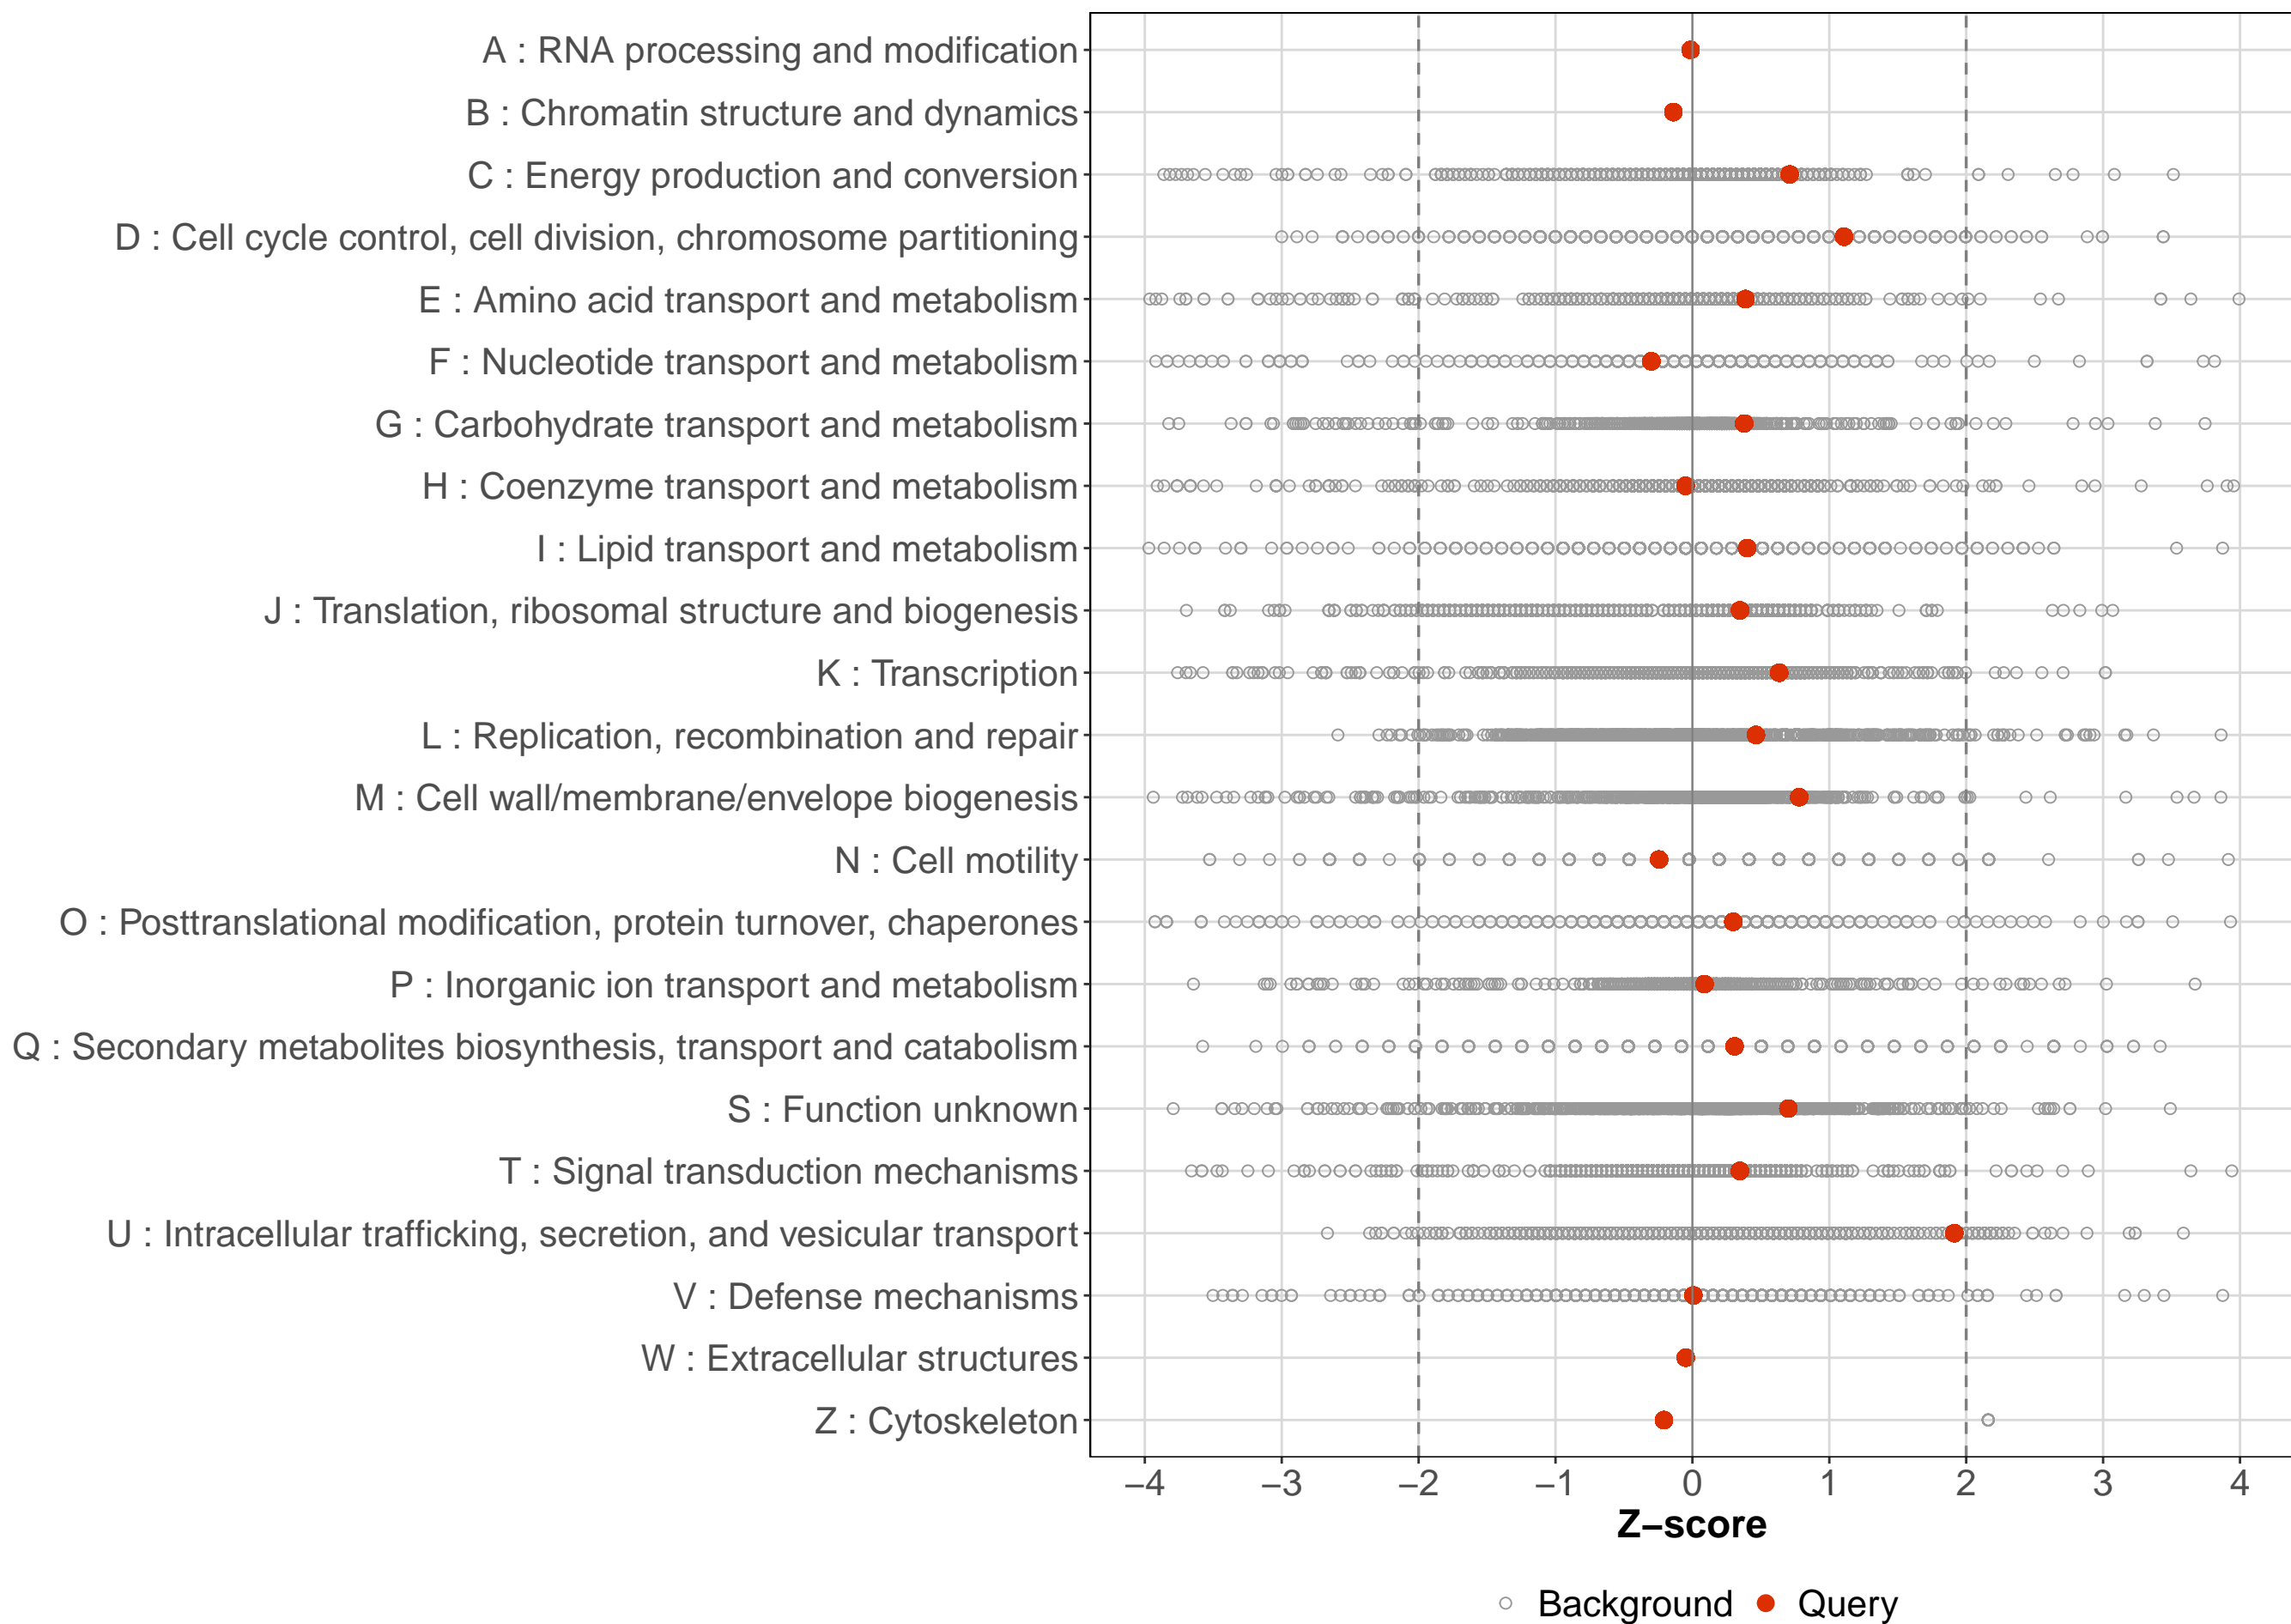 A : RNA processing and modification
B : Chromatin structure and dynamics
C : Energy production and conversion
D : Cell cycle control, cell division, chromosome partitioning
E : Amino acid transport and metabolism
F : Nucleotide transport and metabolism
G : Carbohydrate transport and metabolism
H : Coenzyme transport and metabolism
I : Lipid transport and metabolism
J : Translation, ribosomal structure and biogenesis
K : Transcription
L : Replication, recombination and repair
M : Cell wall/membrane/envelope biogenesis
N : Cell motility
O : Posttranslational modification, protein turnover, chaperones
P : Inorganic ion transport and metabolism
Q : Secondary metabolites biosynthesis, transport and catabolism
S : Function unknown
T : Signal transduction mechanisms
U : Intracellular trafficking, secretion, and vesicular transport
V : Defense mechanisms
W : Extracellular structures
Z : Cytoskeleton
−4 −3 −2 −1 0 1 2 3 4
Z−score
Background Query